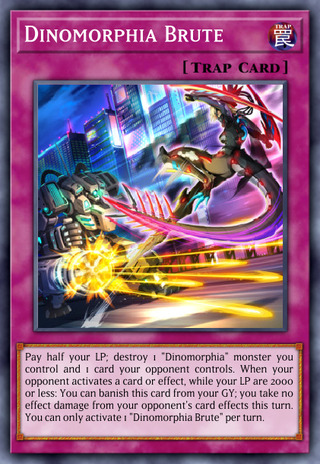 Dinomorphia Brute
TRAP
罠
[Trap Card]
Pay half your LP; destroy 1 "Dinomorphia" monster you
control and 1 card your opponent controls. When your
opponent activates a card or effect, while your LP are 2000
or less: You can banish this card from your GY; you take no
effect damage from your opponent's card effects this turn.
You can only activate 1 "Dinomorphia Brute" per turn.